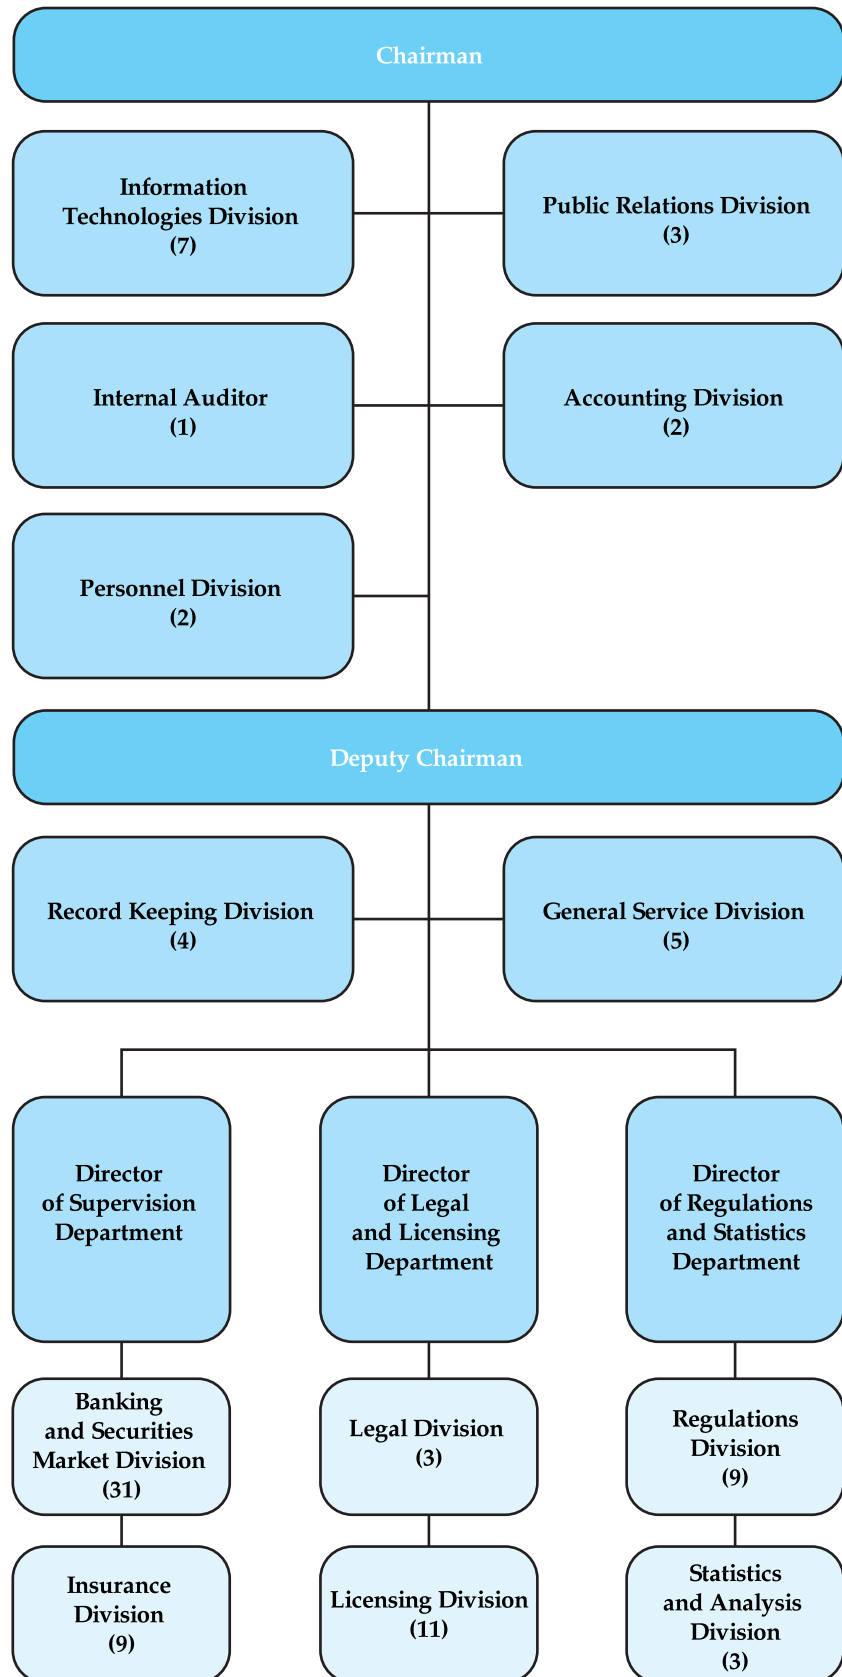 Chairman
Information
Technologies Division
(7)
Public Relations Division
(3)
Internal Auditor
(1)
Accounting Division
(2)
Personnel Division
(2)
Deputy Chairman
Record Keeping Division
(4)
General Service Division
(5)
Director
of Supervision
Department
Director
of Legal
and Licensing
Department
Director
of Regulations
and Statistics
Department
Banking
and Securities
Market Division
(31)
Legal Division
(3)
Regulations
Division
(9)
Insurance
Division
(9)
Licensing Division
(11)
Statistics
and Analysis
Division
(3)